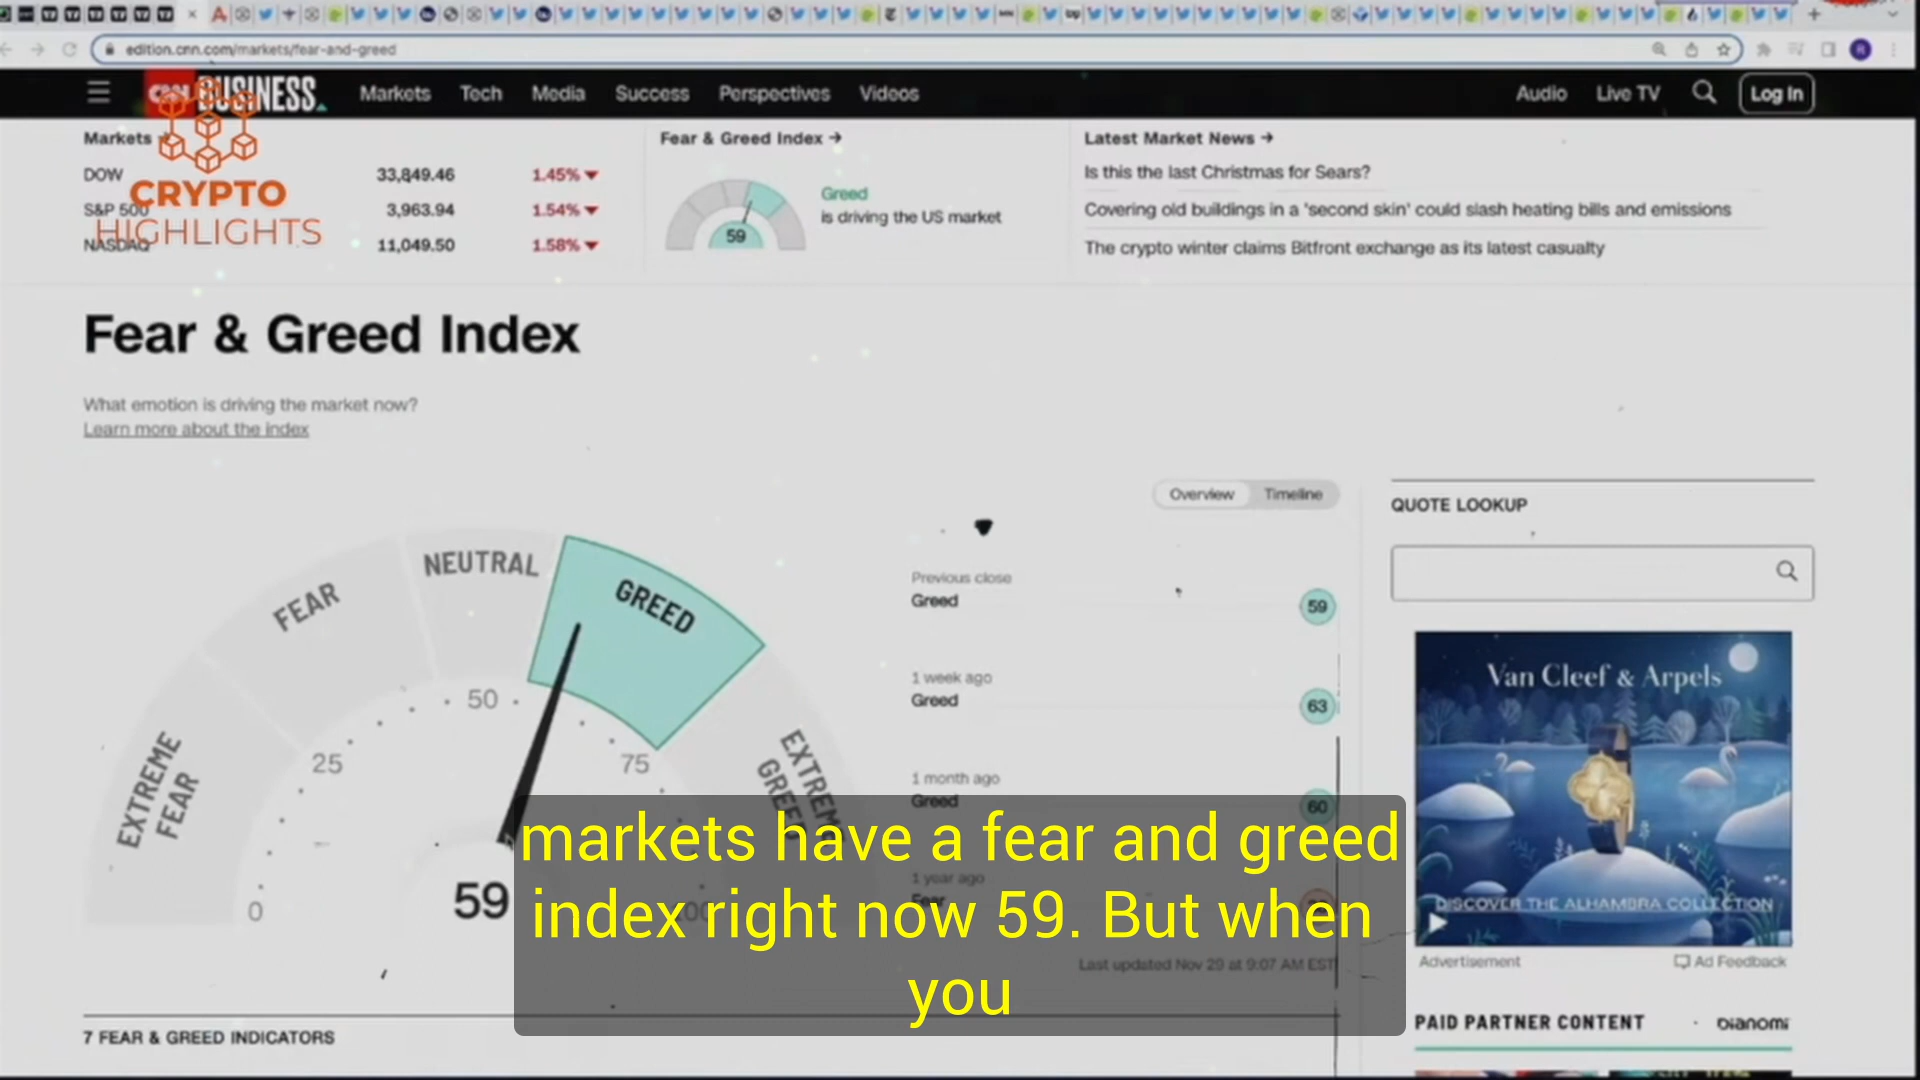 edition.cnn.com/markets/fear-and-greed
CNN BUSINESS
Markets Tech Media Success Perspectives Videos
Audio Live TV Log In
Markets
DOW 33,849.46 1.45%
S&P 500 3,963.94 1.54%
NASDAQ 11,049.50 1.58%
CRYPTO
HIGHLIGHTS
Fear & Greed Index →
Greed
is driving the US market
59
Latest Market News →
Is this the last Christmas for Sears?
Covering old buildings in a 'second skin' could slash heating bills and emissions
The crypto winter claims Bitfront exchange as its latest casualty
Fear & Greed Index
What emotion is driving the market now?
Learn more about the index
Overview Timeline
EXTREME FEAR
FEAR
NEUTRAL
GREED
EXTREME GREED
0
25
50
75
59
Previous close
Greed 59
1 week ago
Greed 63
1 month ago
Greed 60
1 year ago
Fear
Last updated Nov 29 at 9:07 AM EST
markets have a fear and greed
index right now 59. But when
you
7 FEAR & GREED INDICATORS
QUOTE LOOKUP
Van Cleef & Arpels
DISCOVER THE ALHAMBRA COLLECTION
Advertisement Ad Feedback
PAID PARTNER CONTENT
Dianomi